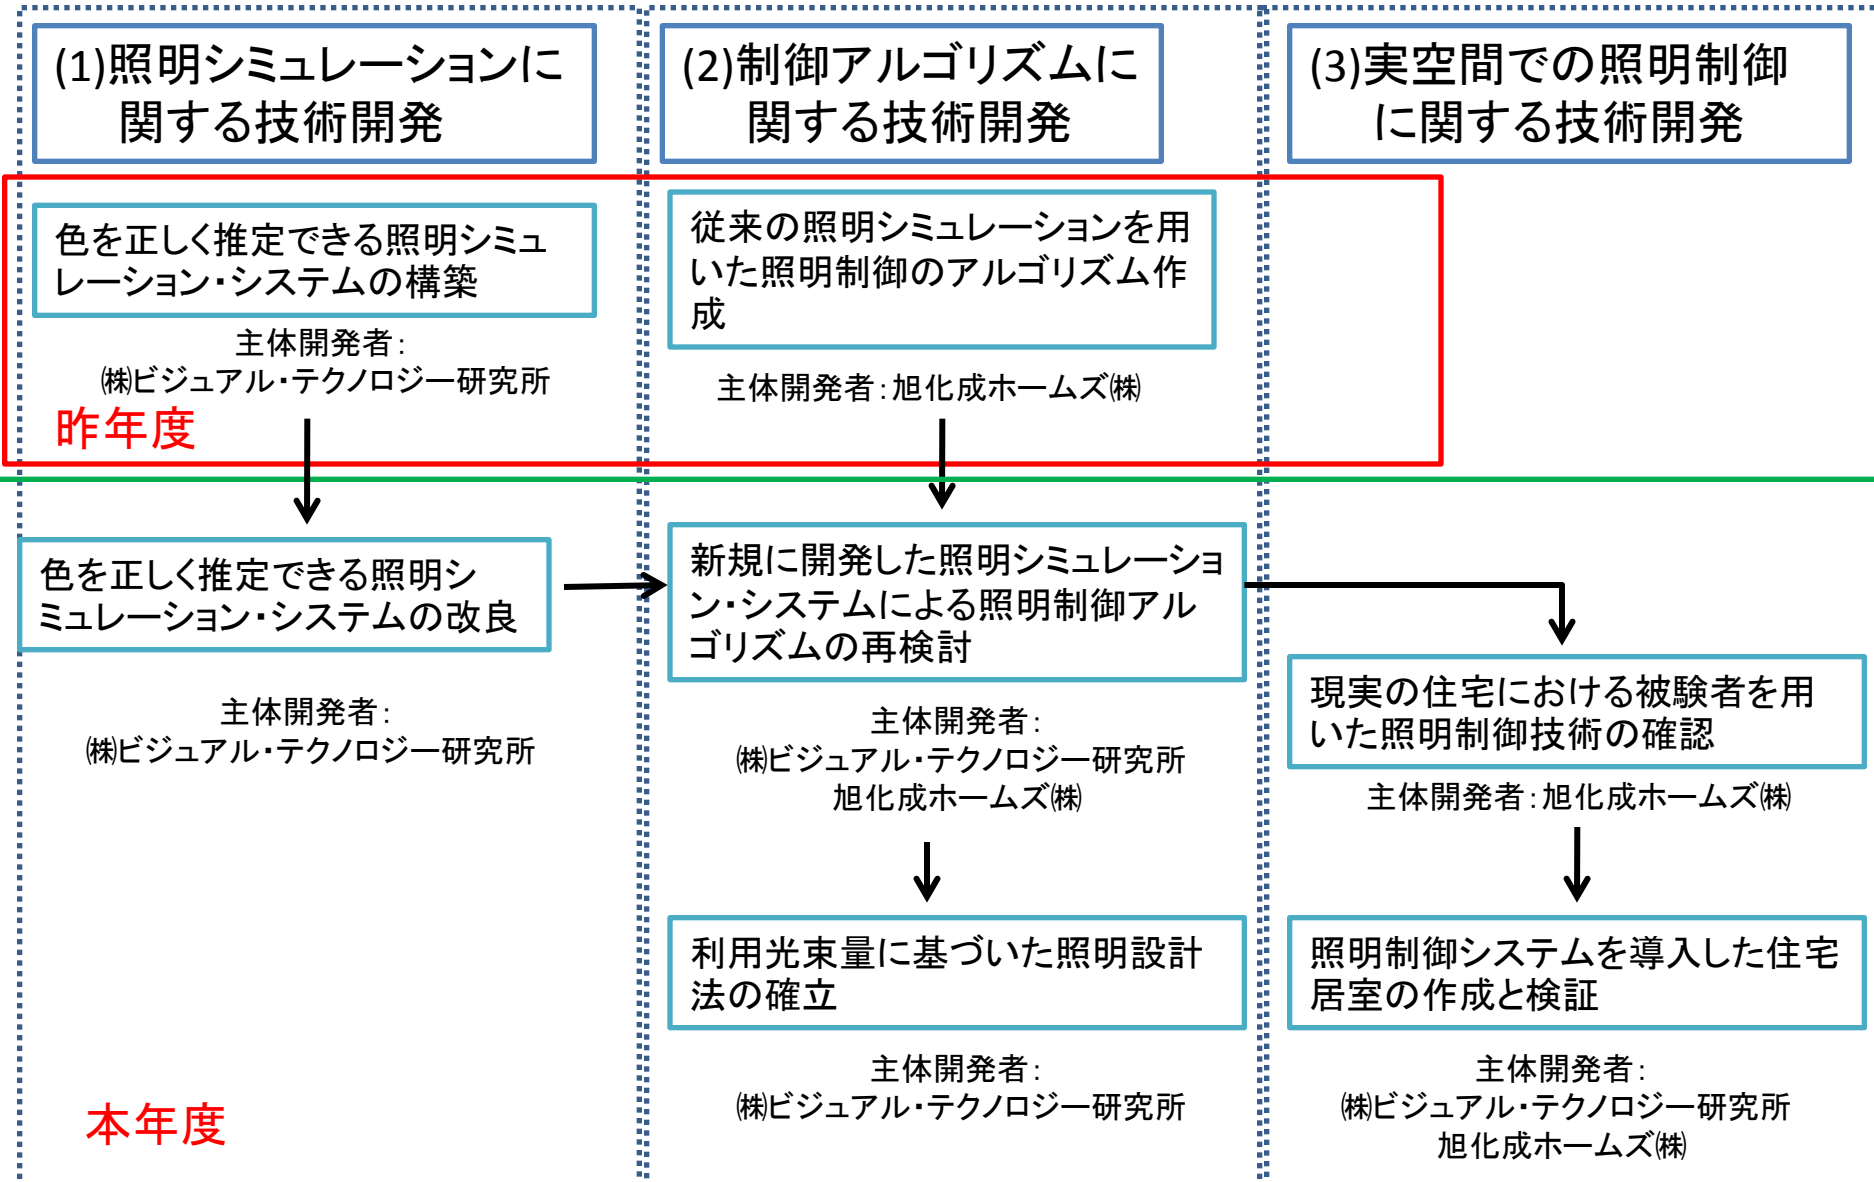 (1)照明シミュレーションに
関する技術開発
(2)制御アルゴリズムに
関する技術開発
(3)実空間での照明制御
に関する技術開発
色を正しく推定できる照明シミュ
レーション・システムの構築
主体開発者：
㈱ビジュアル・テクノロジー研究所
昨年度
従来の照明シミュレーションを用
いた照明制御のアルゴリズム作
成
主体開発者：旭化成ホームズ㈱
色を正しく推定できる照明シ
ミュレーション・システムの改良
主体開発者：
㈱ビジュアル・テクノロジー研究所
新規に開発した照明シミュレーショ
ン・システムによる照明制御アル
ゴリズムの再検討
主体開発者：
㈱ビジュアル・テクノロジー研究所
旭化成ホームズ㈱
現実の住宅における被験者を用
いた照明制御技術の確認
主体開発者：旭化成ホームズ㈱
利用光束量に基づいた照明設計
法の確立
主体開発者：
㈱ビジュアル・テクノロジー研究所
照明制御システムを導入した住宅
居室の作成と検証
主体開発者：
㈱ビジュアル・テクノロジー研究所
旭化成ホームズ㈱
本年度